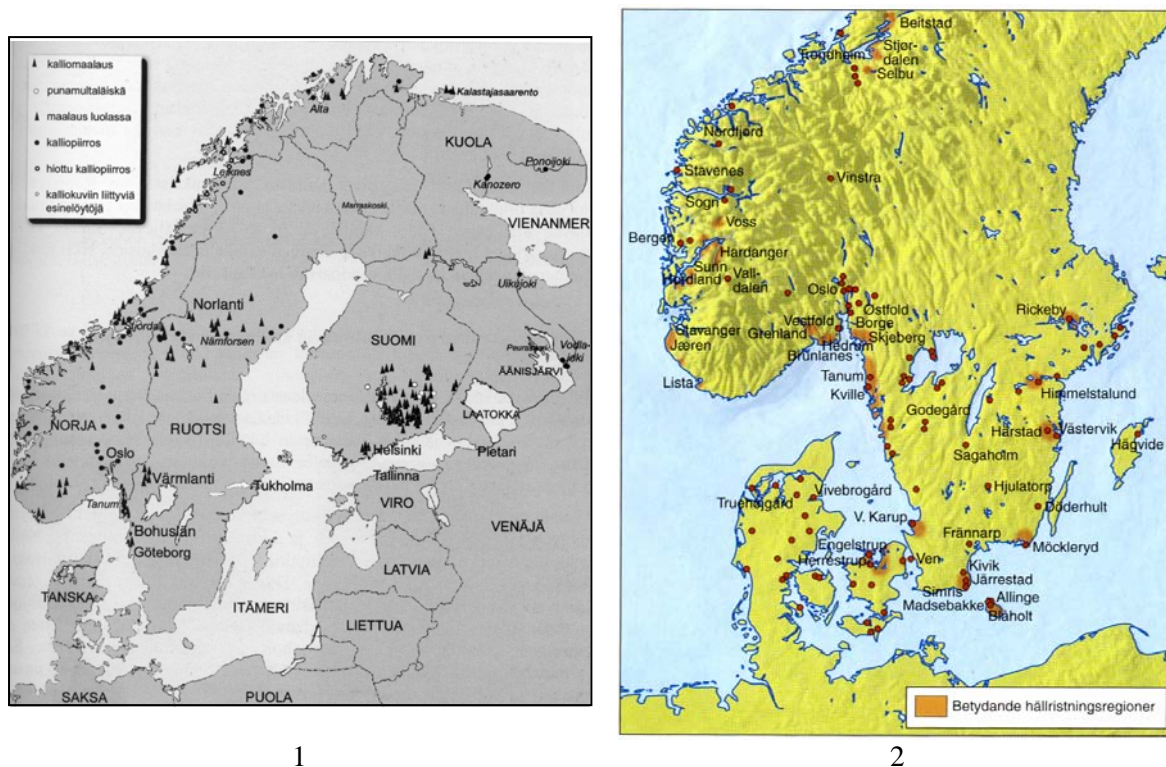 kalliomaalaus
punamultaläiskä
maalaus luolassa
kalliopiirros
hiottu kalliopiirros
kalliokuviin liittyviä
esinelöytöjä
Alta
Kalastajasaarento
KUOLA
Ponoijoki
Kanozero
Leiknes
VIENANMER
Norlanti
Nämforsen
SUOMI
ÄÄNISJÄRVI
LAATOKKA
NORJA
Oslo
RUOTSI
Helsinki
Pietari
Värmlanti
Tukholma
Tallinna
Tanum
VIRO
VENÄJÄ
Bohuslän
Göteborg
LATVIA
TANSKA
ITÄMERI
LIETTUA
SAKSA
PUOLA
1
Beitstad
Trondheim
Stjør-
dalen
Selbu
Nordfjord
Stavenes
Vinstra
Sogn
Voss
Bergen
Hardanger
Sunn
Hordland
Vall-
dalen
Oslo
Østfold
Rickeby
Vestfold
Borge
Stavanger
Grenland
Skjeberg
Jæren
Hedrum
Brunlanes
Tanum
Lista
Kville
Himmelstalund
Godegård
Harstad
Västervik
Hägvide
Sagaholm
Hjulatorp
Vivebrogård
Truehøjgård
Döderhult
V. Karup
Engelstrup
Frännarp
Möckleryd
Herrestrup
Ven
Kivik
Järrestad
Simris
Allinge
Madsebakke
Blåholt
Betydande hällristningsregioner
2